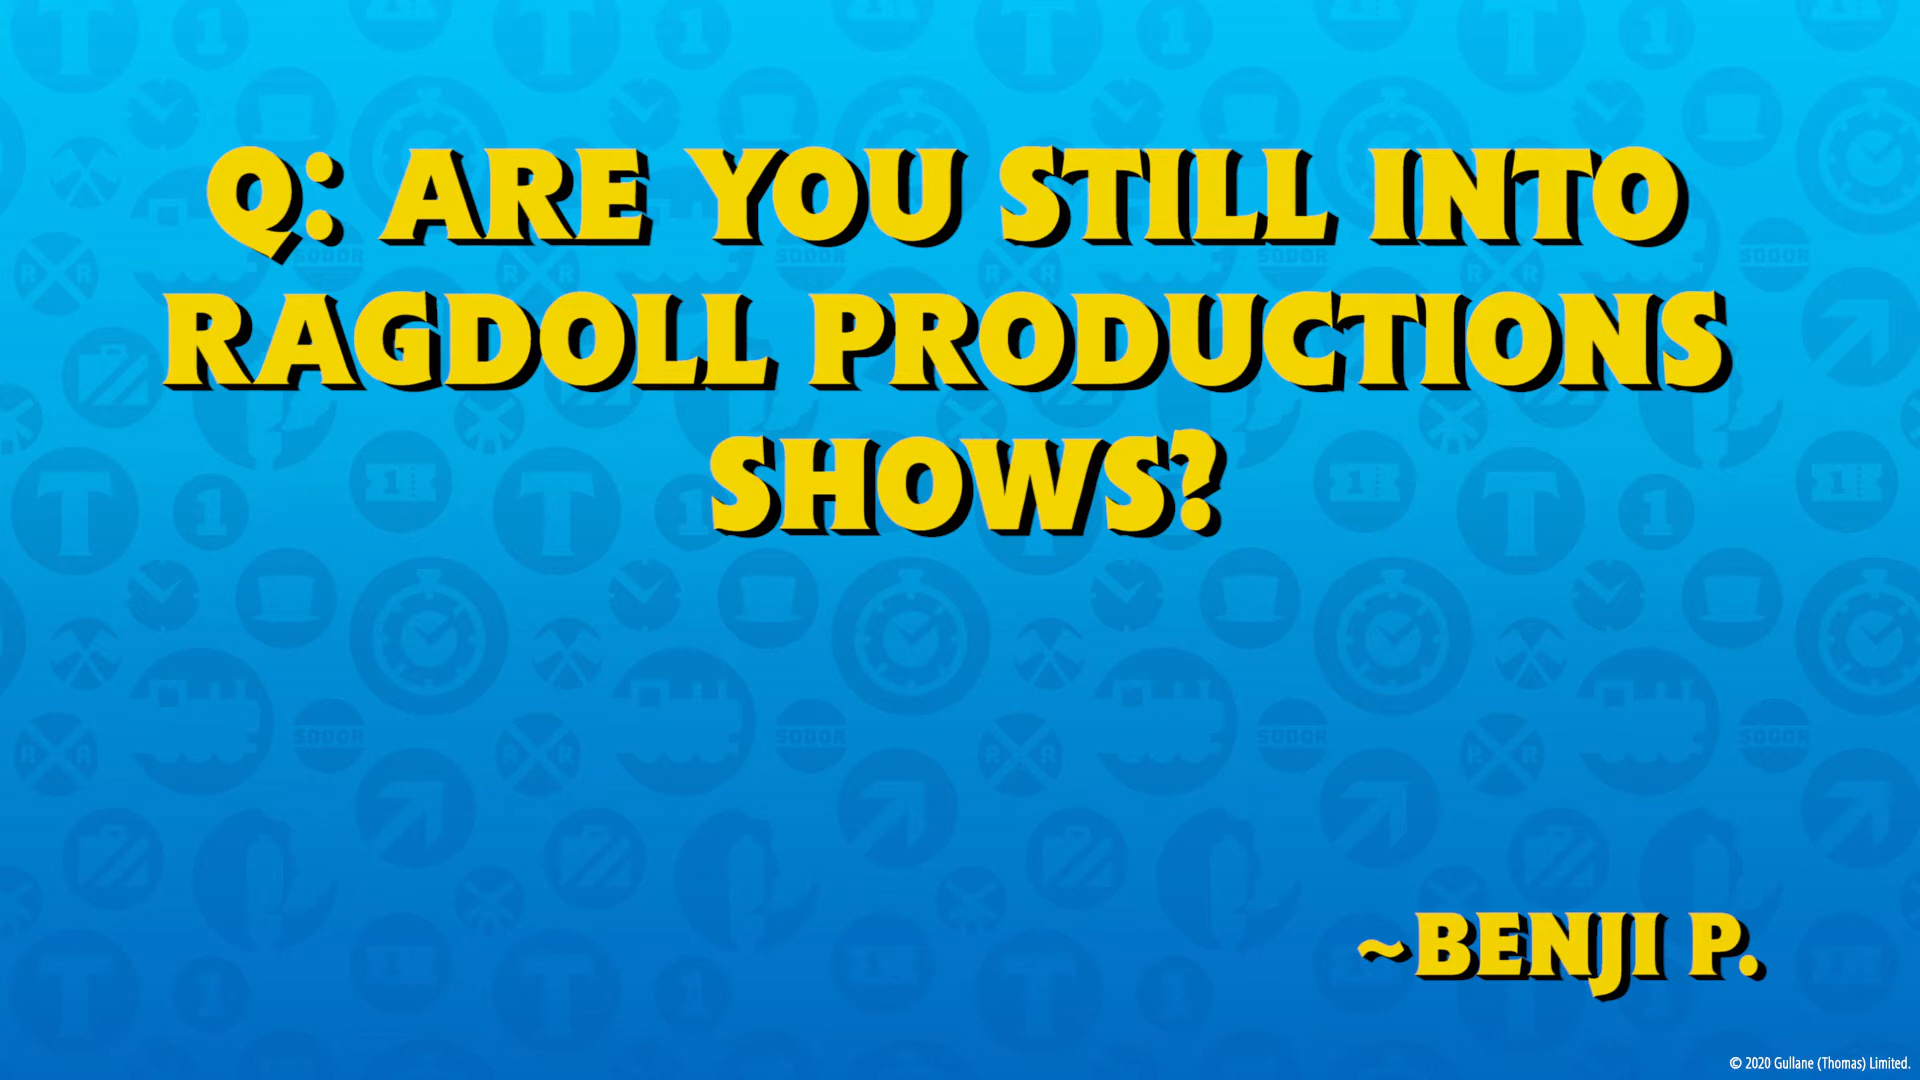 Q: ARE YOU STILL INTO
RAGDOLL PRODUCTIONS
SHOWS?
~BENJI P.
© 2020 Gullane (Thomas) Limited.